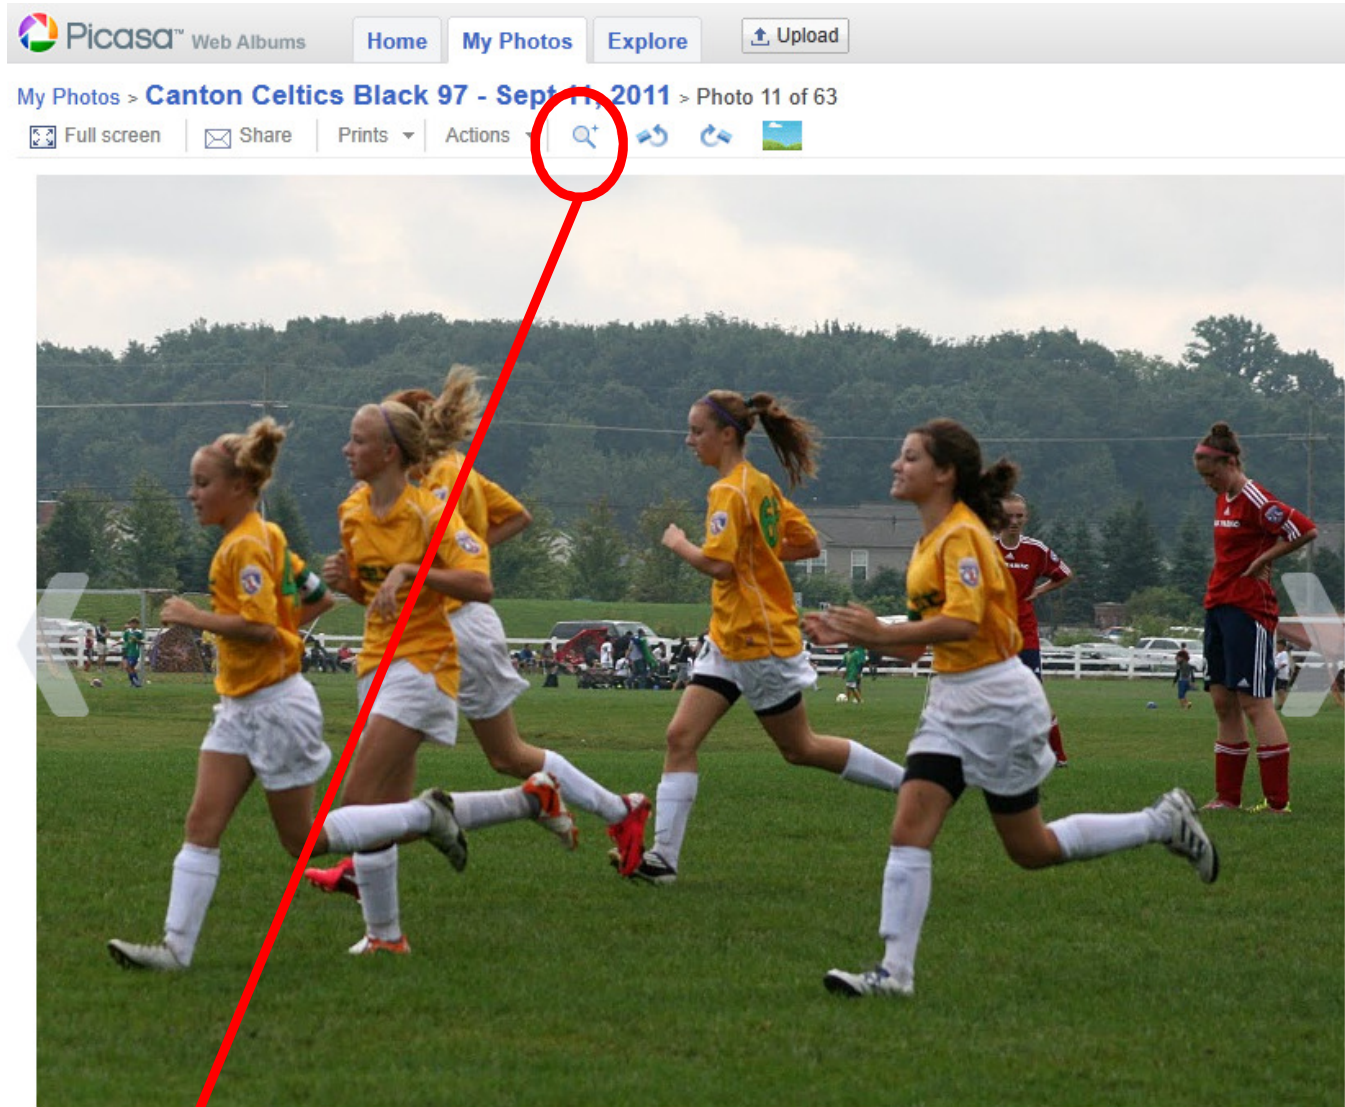 Picasa™ Web Albums Home My Photos Explore Upload
My Photos > Canton Celtics Black 97 - Sept 11, 2011 > Photo 11 of 63
Full screen Share Prints Actions